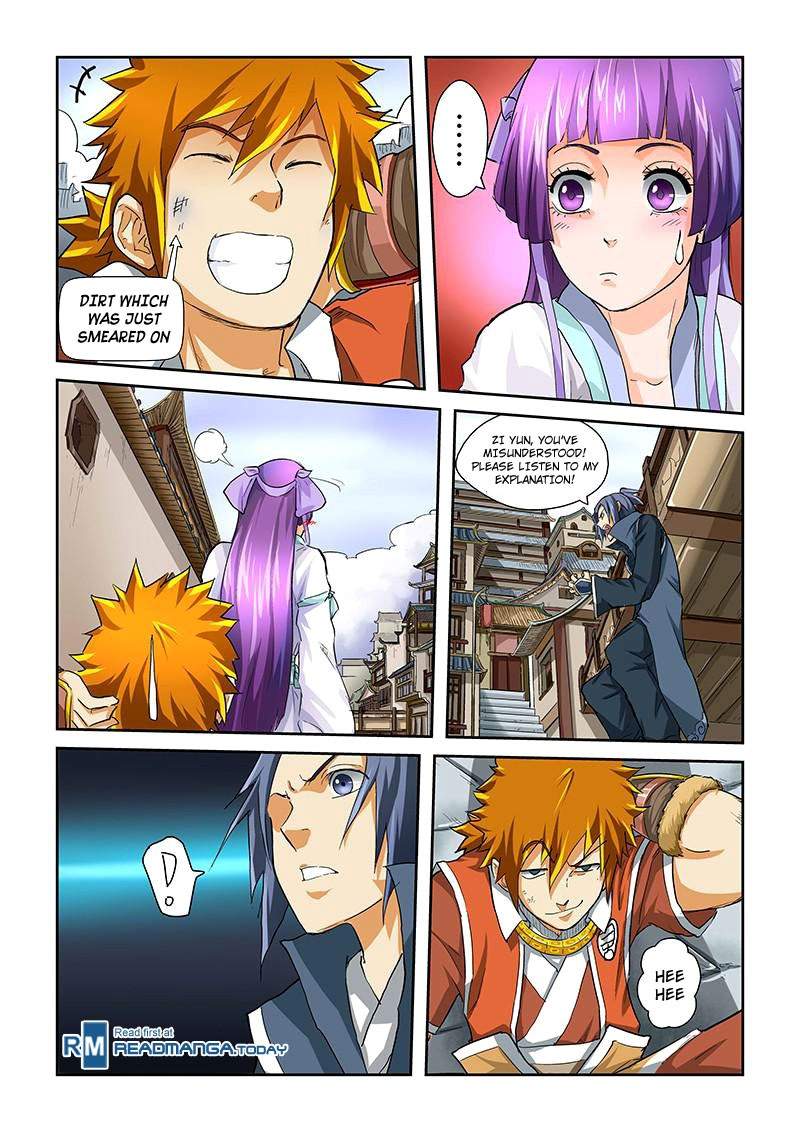 DIRT WHICH
WAS JUST
SMEARED ON
......
ZI YUN, YOU'VE
MISUNDERSTOOD!
PLEASE LISTEN TO MY
EXPLANATION!
!
HEE
HEE
RM
Read first at
READMANGA.TODAY